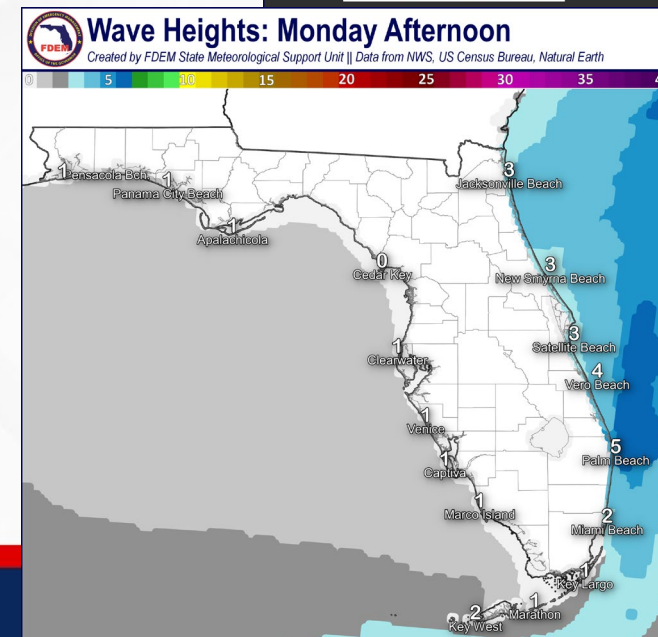 FDEM
Wave Heights: Monday Afternoon
Created by FDEM State Meteorological Support Unit || Data from NWS, US Census Bureau, Natural Earth
0 5 10 15 20 25 30 35
3
Jacksonville Beach
1
Pensacola Bch.
1
Panama City Beach
1
Apalachicola
0
Cedar Key
3
New Smyrna Beach
3
Satellite Beach
1
Clearwater
4
Vero Beach
1
Venice
5
Palm Beach
1
Captiva
1
Marco Island
2
Miami Beach
1
Key Largo
1
Marathon
2
Key West